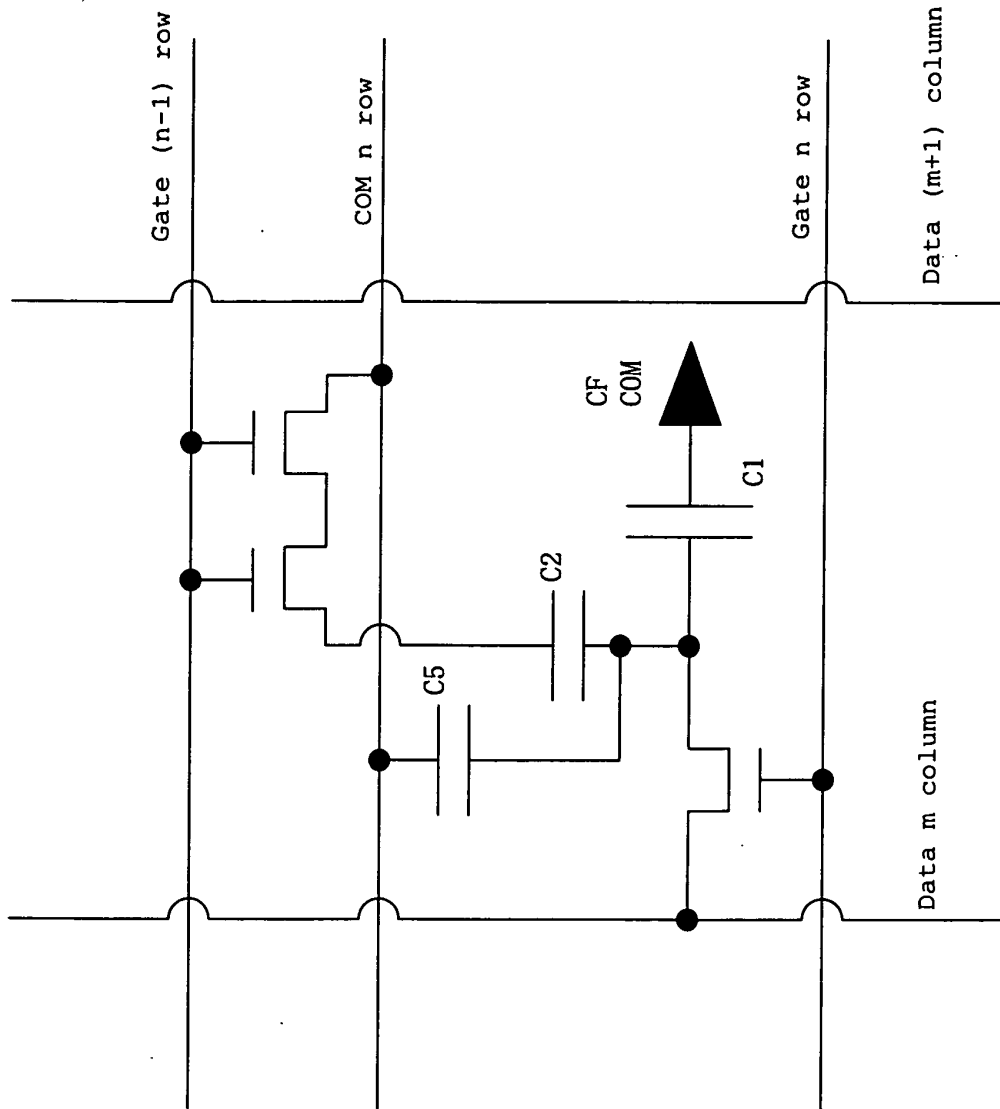 Gate (n-1) row
COM n row
Gate n row
Data (m+1) column
CF
COM
C1
C2
C5
Data m column